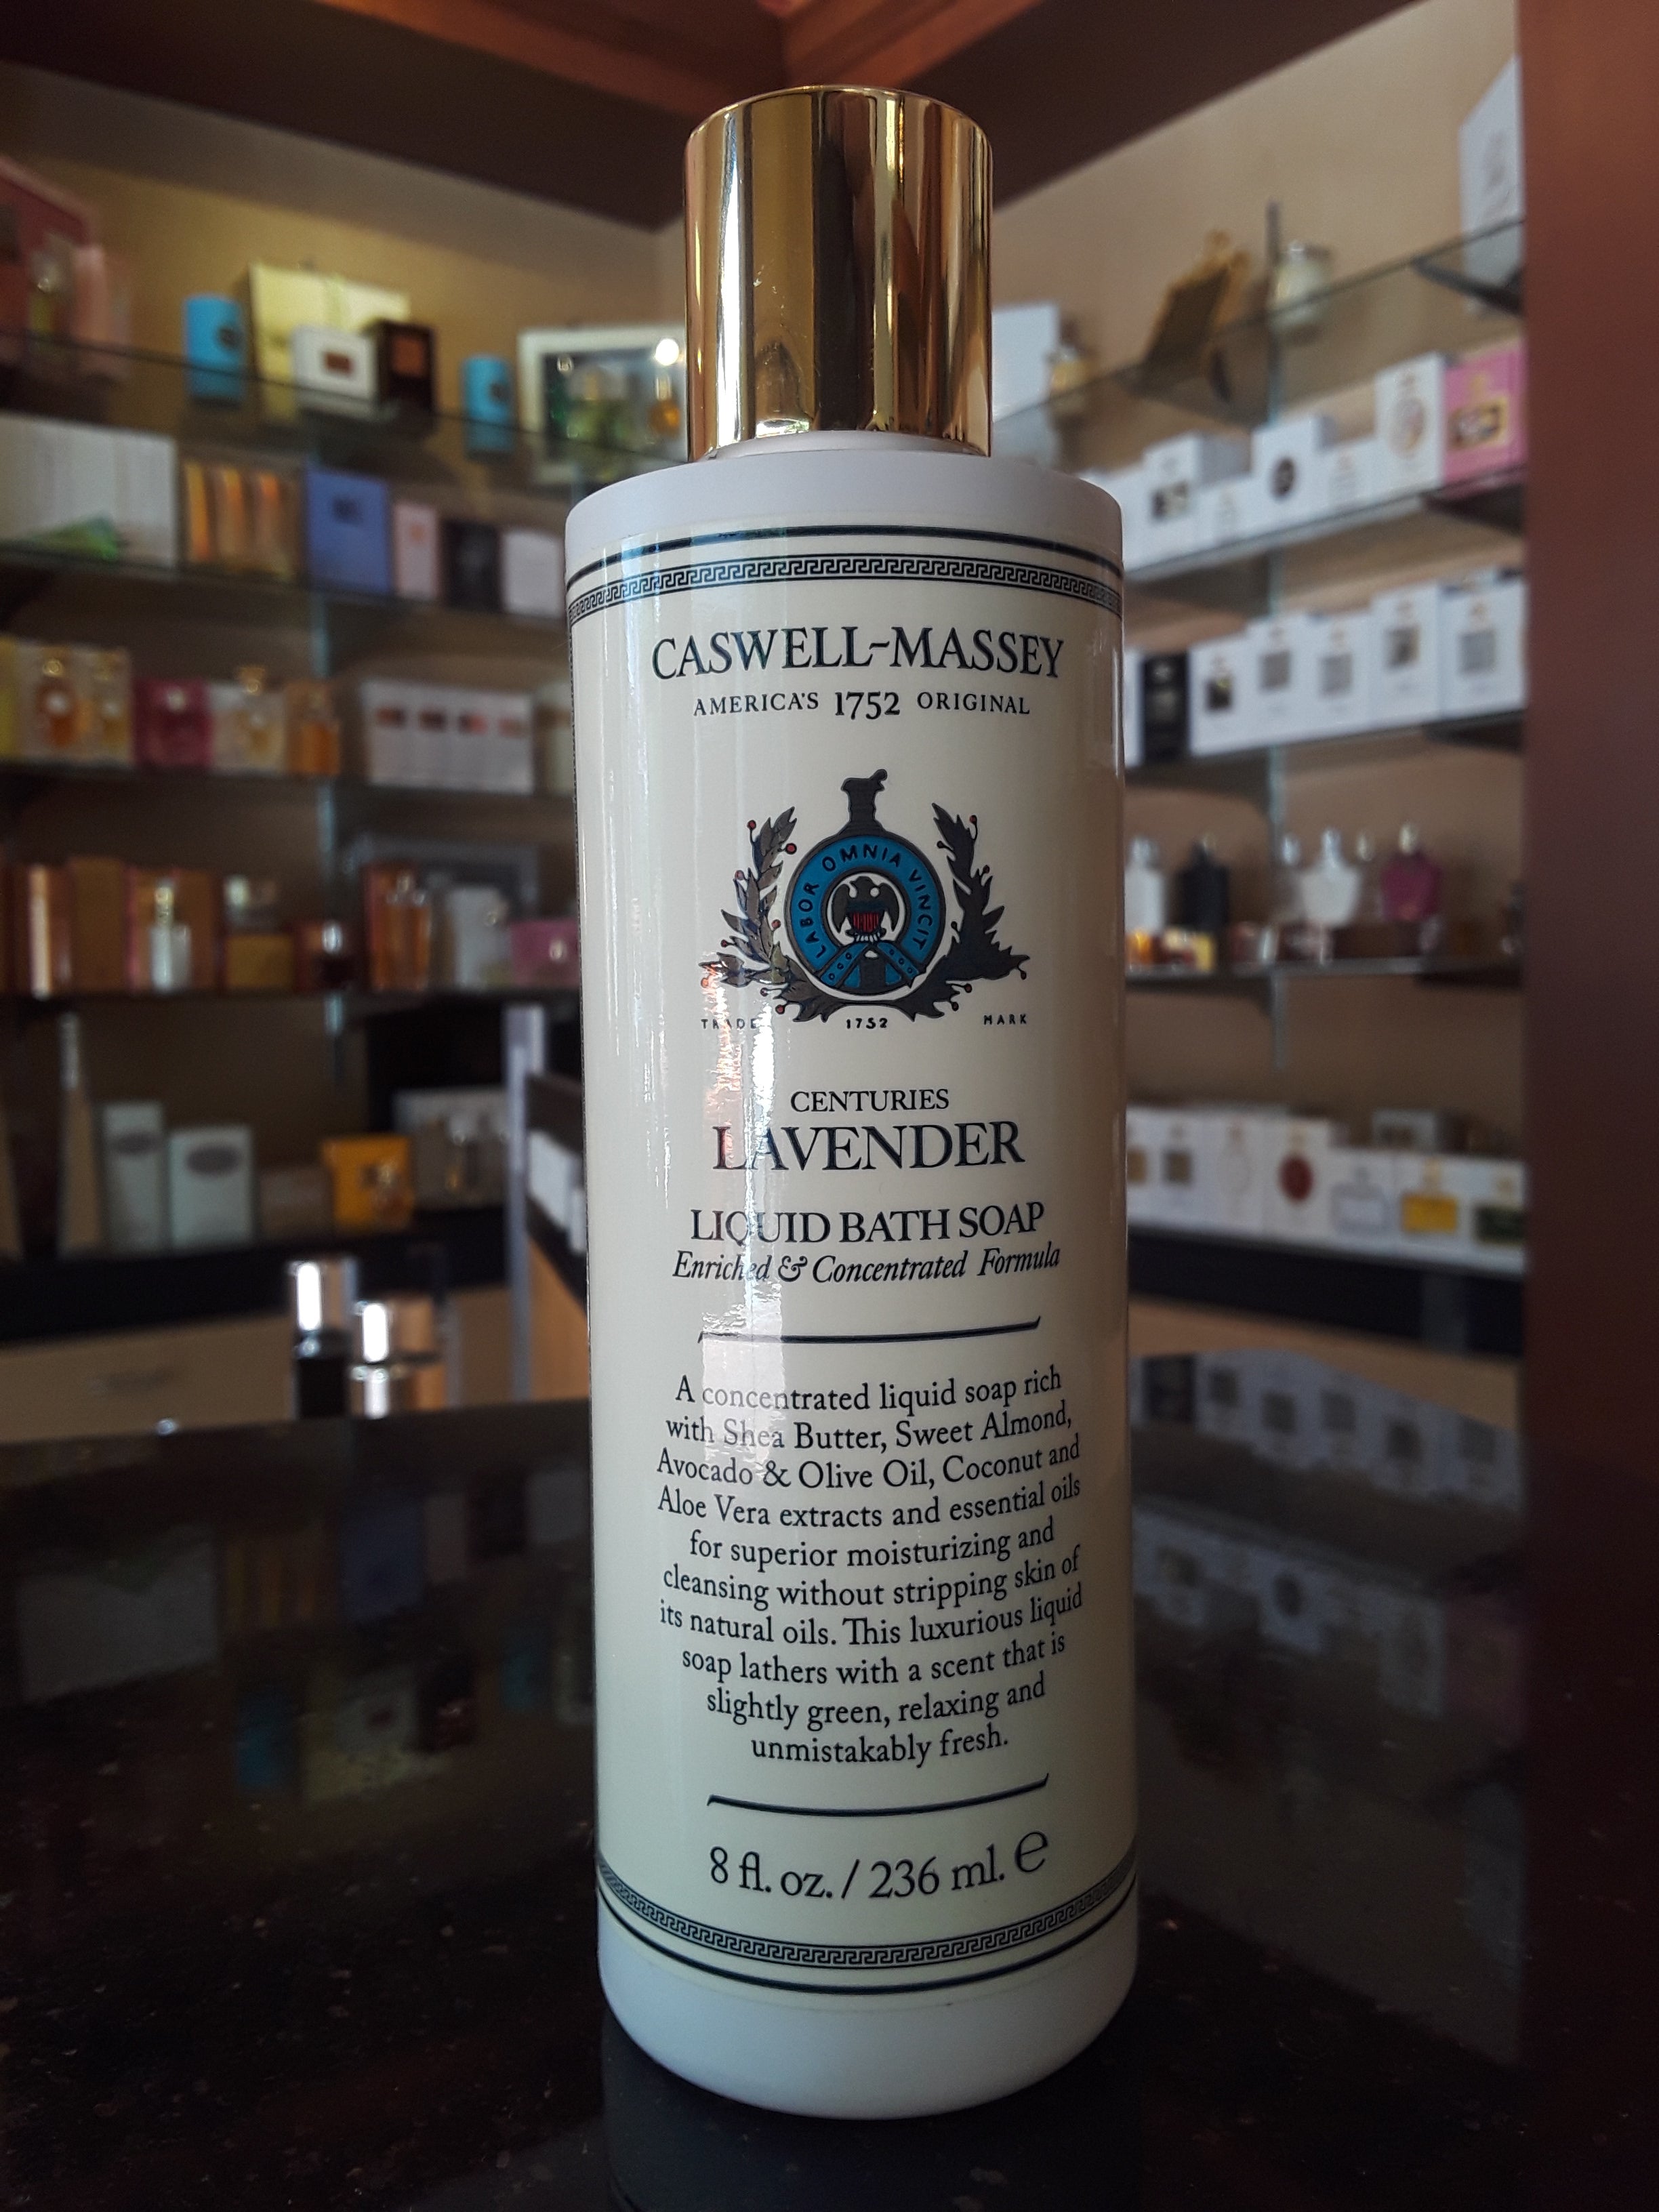 CASWELL-MASSEY
AMERICA'S 1752 ORIGINAL
LABOR OMNIA VINCIT
TRADE 1752 MARK
CENTURIES
LAVENDER
LIQUID BATH SOAP
Enriched & Concentrated Formula
A concentrated liquid soap rich
with Shea Butter, Sweet Almond,
Avocado & Olive Oil, Coconut and
Aloe Vera extracts and essential oils
for superior moisturizing and
cleansing without stripping skin of
its natural oils. This luxurious liquid
soap lathers with a scent that is
slightly green, relaxing and
unmistakably fresh.
8 fl. oz. / 236 ml. ℮